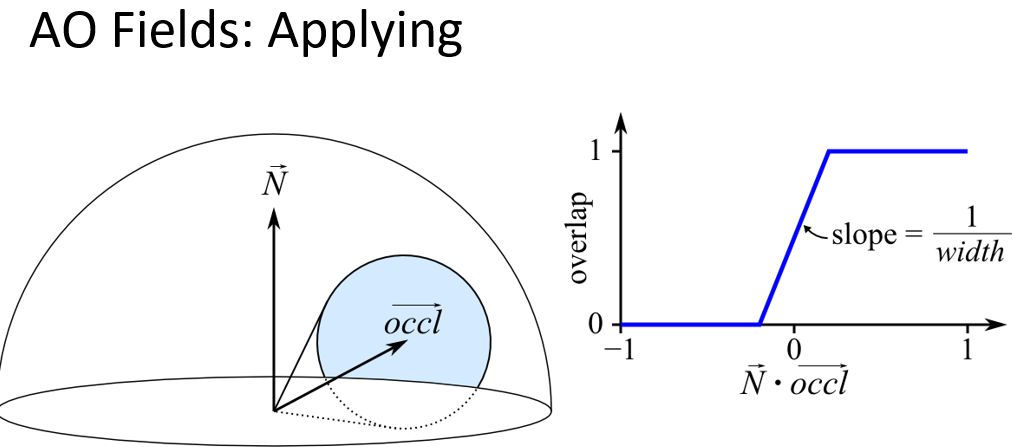 AO Fields: Applying
N⃗
occl⃗
overlap
1
0
−1
0
1
slope = 1/width
N⃗ · occl⃗